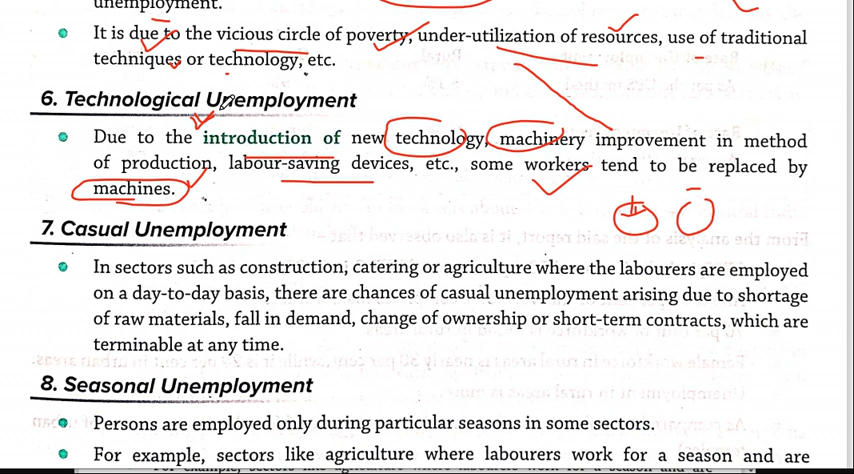 unemployment.
It is due to the vicious circle of poverty, under-utilization of resources, use of traditional
techniques or technology, etc.
6. Technological Unemployment
Due to the introduction of new technology, machinery improvement in method
of production, labour-saving devices, etc., some workers tend to be replaced by
machines.
7. Casual Unemployment
In sectors such as construction, catering or agriculture where the labourers are employed
on a day-to-day basis, there are chances of casual unemployment arising due to shortage
of raw materials, fall in demand, change of ownership or short-term contracts, which are
terminable at any time.
8. Seasonal Unemployment
Persons are employed only during particular seasons in some sectors.
For example, sectors like agriculture where labourers work for a season and are